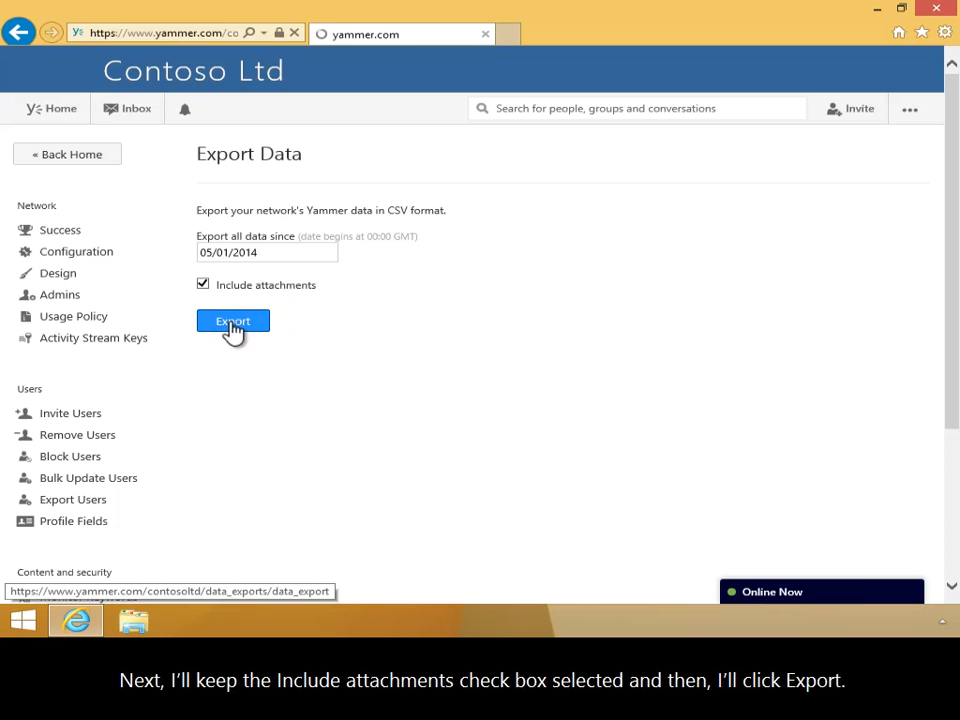 https://www.yammer.com/co
yammer.com
Contoso Ltd
Home
Inbox
Search for people, groups and conversations
Invite
« Back Home
Export Data
Network
Success
Configuration
Design
Admins
Usage Policy
Activity Stream Keys
Export your network's Yammer data in CSV format.
Export all data since (date begins at 00:00 GMT)
05/01/2014
Include attachments
Export
Users
Invite Users
Remove Users
Block Users
Bulk Update Users
Export Users
Profile Fields
Content and security
https://www.yammer.com/contosoltd/data_exports/data_export
Online Now
Next, I'll keep the Include attachments check box selected and then, I'll click Export.